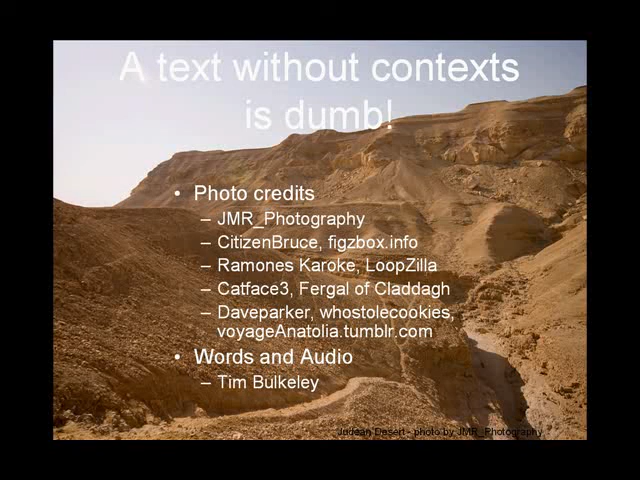 A text without contexts
is dumb!
• Photo credits
– JMR_Photography
– CitizenBruce, figzbox.info
– Ramones Karoke, LoopZilla
– Catface3, Fergal of Claddagh
– Daveparker, whostolecookies,
voyageAnatolia.tumblr.com
• Words and Audio
– Tim Bulkeley
Judean Desert - photo by JMR_Photography